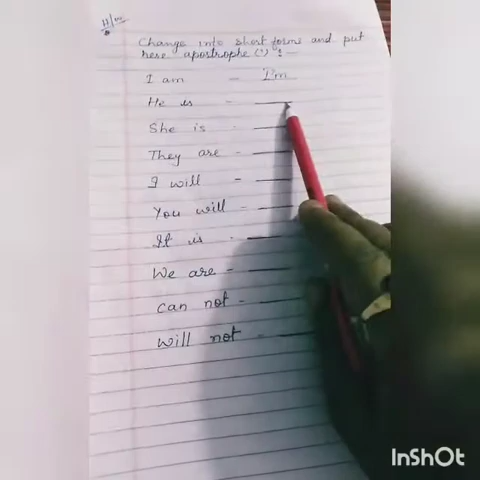 Change into short forms and put
here apostrophe (') :-
I am - I'm
He is -
She is -
They are -
I will -
You will -
It is -
We are -
can not -
will not -
InShOt